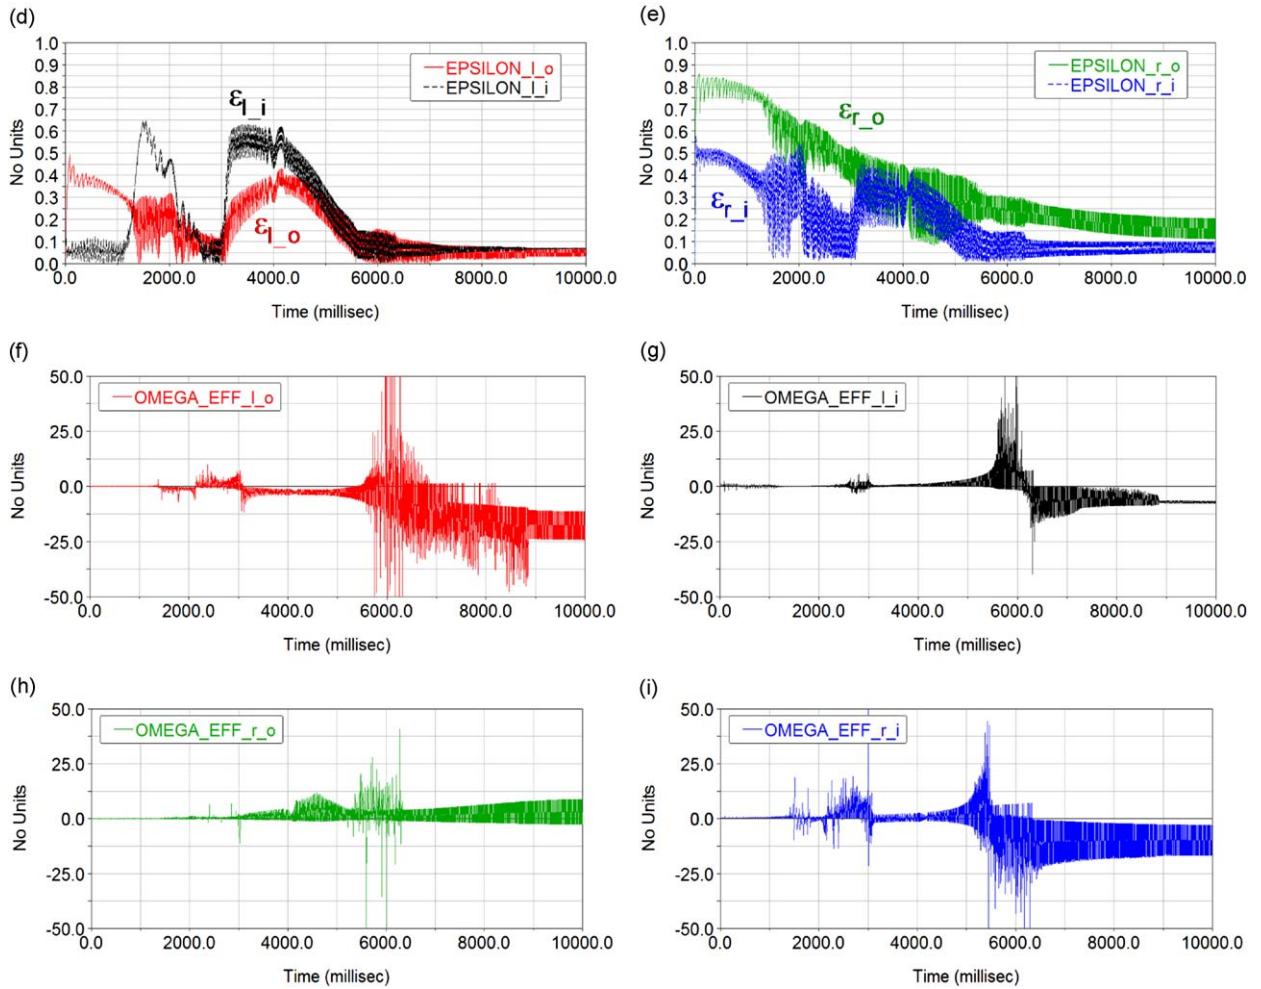 (d)
1.0
0.9
0.8
0.7
0.6
0.5
0.4
0.3
0.2
0.1
0.0
No Units
EPSILON_l_o
EPSILON_l_i
εl_i
εl_o
0.0 2000.0 4000.0 6000.0 8000.0 10000.0
Time (millisec)
(e)
1.0
0.9
0.8
0.7
0.6
0.5
0.4
0.3
0.2
0.1
0.0
No Units
EPSILON_r_o
EPSILON_r_i
εr_o
εr_i
0.0 2000.0 4000.0 6000.0 8000.0 10000.0
Time (millisec)
(f)
50.0
25.0
0.0
-25.0
-50.0
No Units
OMEGA_EFF_l_o
0.0 2000.0 4000.0 6000.0 8000.0 10000.0
Time (millisec)
(g)
50.0
25.0
0.0
-25.0
-50.0
No Units
OMEGA_EFF_l_i
0.0 2000.0 4000.0 6000.0 8000.0 10000.0
Time (millisec)
(h)
50.0
25.0
0.0
-25.0
-50.0
No Units
OMEGA_EFF_r_o
0.0 2000.0 4000.0 6000.0 8000.0 10000.0
Time (millisec)
(i)
50.0
25.0
0.0
-25.0
-50.0
No Units
OMEGA_EFF_r_i
0.0 2000.0 4000.0 6000.0 8000.0 10000.0
Time (millisec)